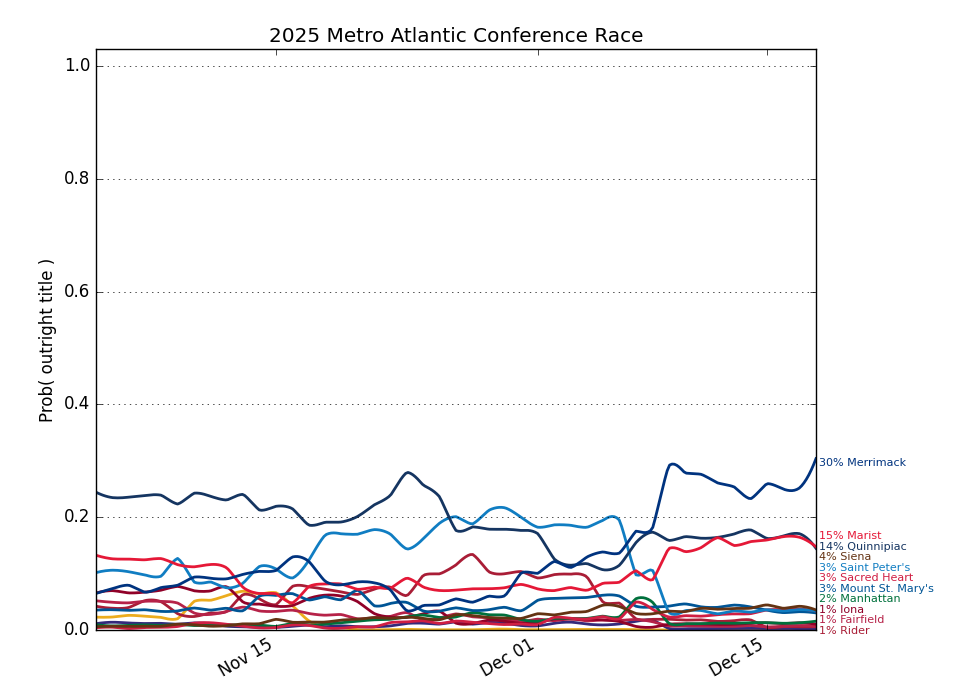 2025 Metro Atlantic Conference Race
Prob( outright title )
1.0
0.8
0.6
0.4
0.2
0.0
Nov 15
Dec 01
Dec 15
30% Merrimack
15% Marist
14% Quinnipiac
4% Siena
3% Saint Peter's
3% Sacred Heart
3% Mount St. Mary's
2% Manhattan
1% Iona
1% Fairfield
1% Rider